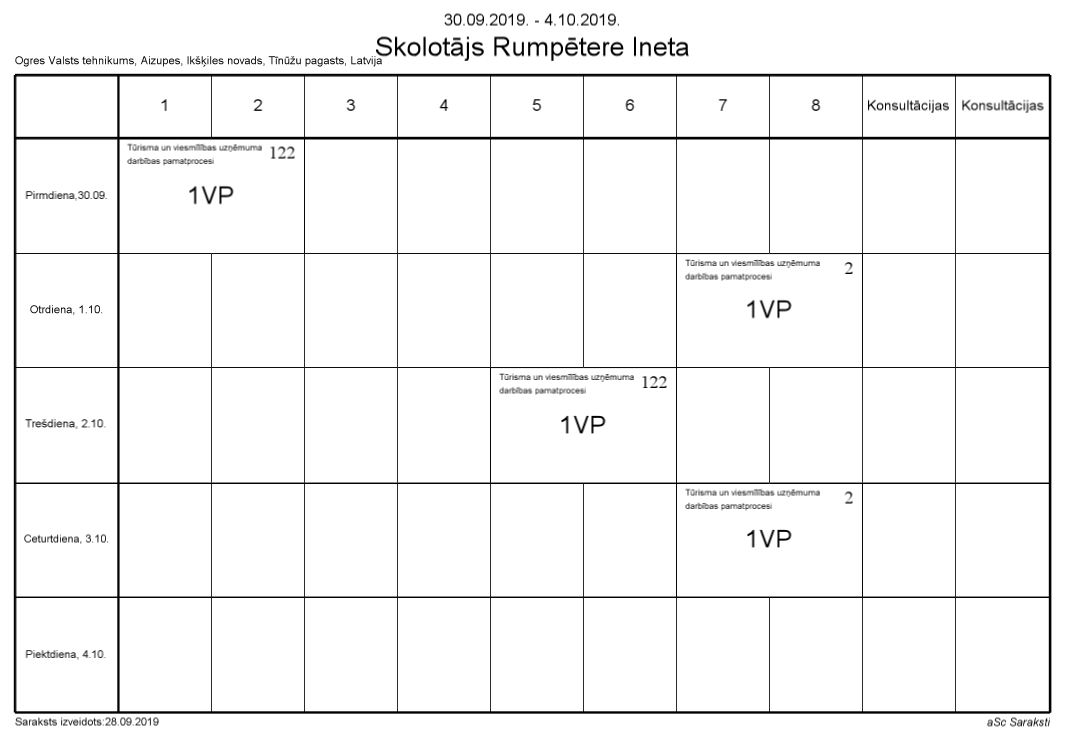 30.09.2019. - 4.10.2019.
Skolotājs Rumpētere Ineta
Ogres Valsts tehnikums, Aizupes, Ikšķiles novads, Tīnūžu pagasts, Latvija
1 2 3 4 5 6 7 8 Konsultācijas Konsultācijas
Pirmdiena,30.09.
Tūrisma un viesmīlības uzņēmuma 122
darbības pamatprocesi
1VP
Otrdiena, 1.10.
Tūrisma un viesmīlības uzņēmuma 2
darbības pamatprocesi
1VP
Trešdiena, 2.10.
Tūrisma un viesmīlības uzņēmuma 122
darbības pamatprocesi
1VP
Ceturtdiena, 3.10.
Tūrisma un viesmīlības uzņēmuma 2
darbības pamatprocesi
1VP
Piektdiena, 4.10.
Saraksts izveidots:28.09.2019 aSc Saraksti